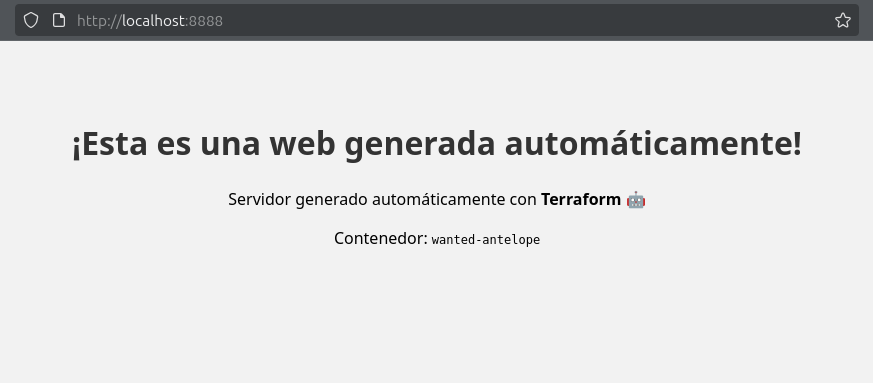 http://localhost:8888
¡Esta es una web generada automáticamente!
Servidor generado automáticamente con Terraform 🤖
Contenedor: wanted-antelope